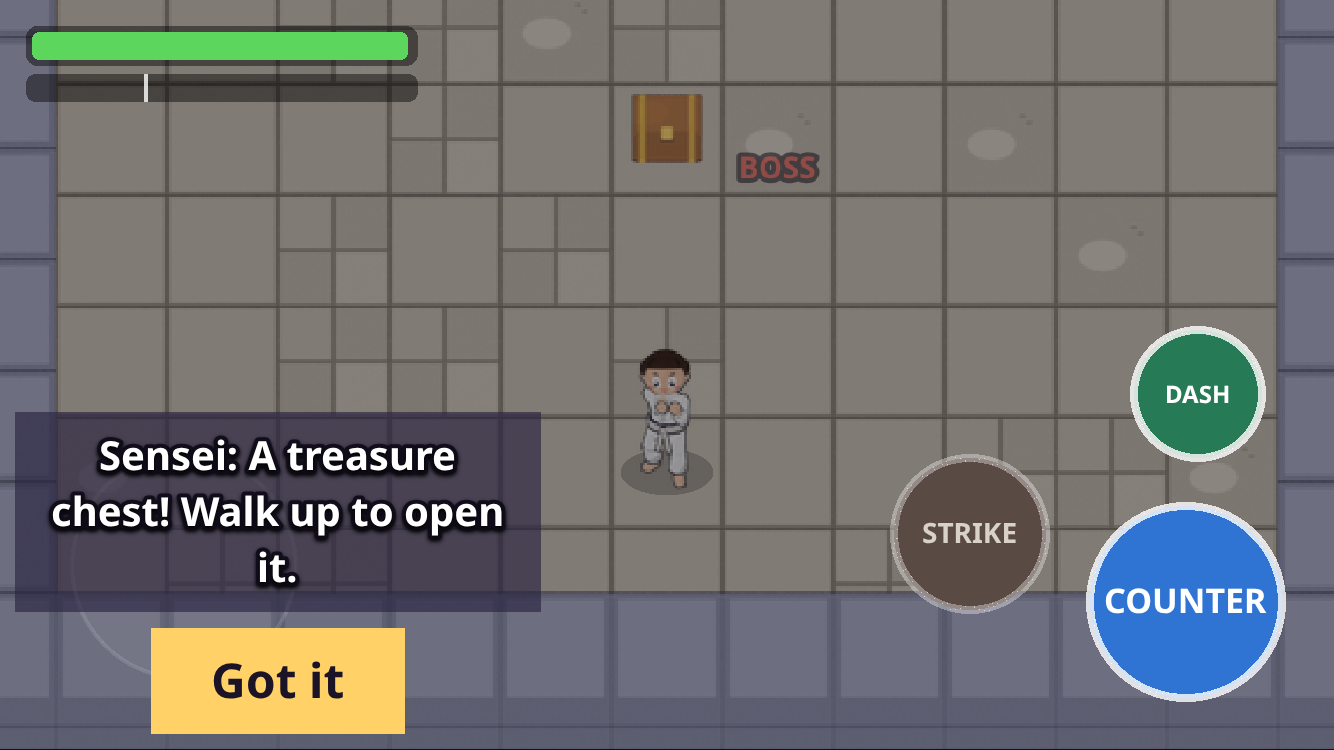 BOSS
DASH
Sensei: A treasure
chest! Walk up to open
it.
STRIKE
COUNTER
Got it